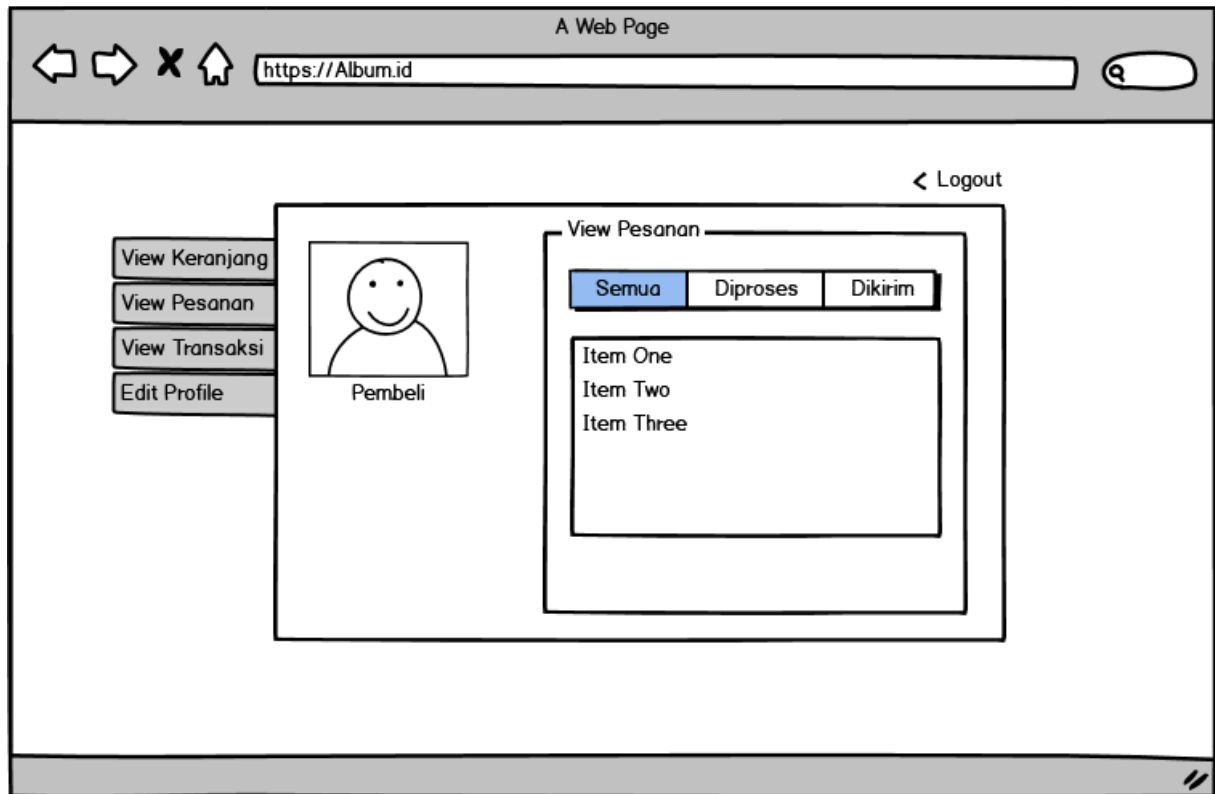 A Web Page
https://Album.id
< Logout
View Pesanan
View Keranjang
View Pesanan
View Transaksi
Edit Profile
Pembeli
Semua Diproses Dikirim
Item One
Item Two
Item Three